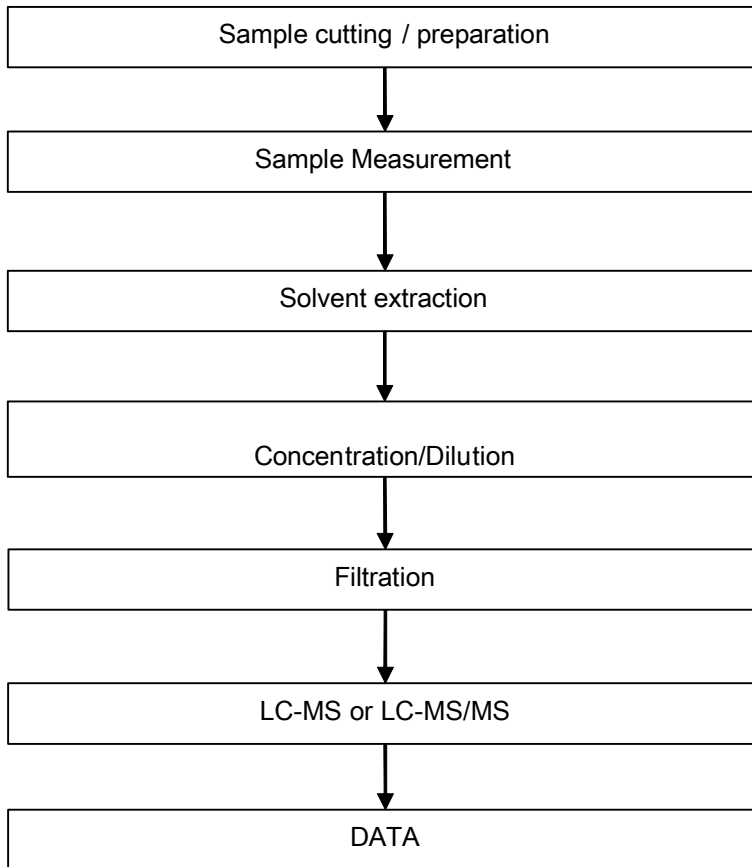 Sample cutting / preparation
Sample Measurement
Solvent extraction
Concentration/Dilution
Filtration
LC-MS or LC-MS/MS
DATA